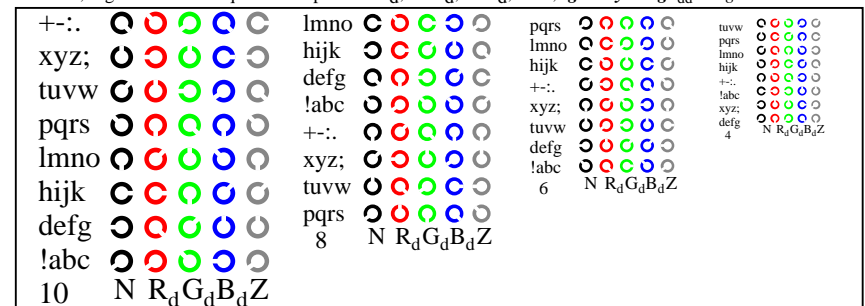 +-:.
xyz;
tuvw
pqrs
lmno
hijk
defg
!abc
10 N RdGdBdZ
lmno
hijk
defg
!abc
+-:.
xyz;
tuvw
pqrs
8 N RdGdBdZ
pqrs
lmno
hijk
+-:.
xyz;
tuvw
defg
!abc
6 N RdGdBdZ
tuvw
pqrs
lmno
hijk
+-:.
!abc
xyz;
defg
4 N RdGdBdZ